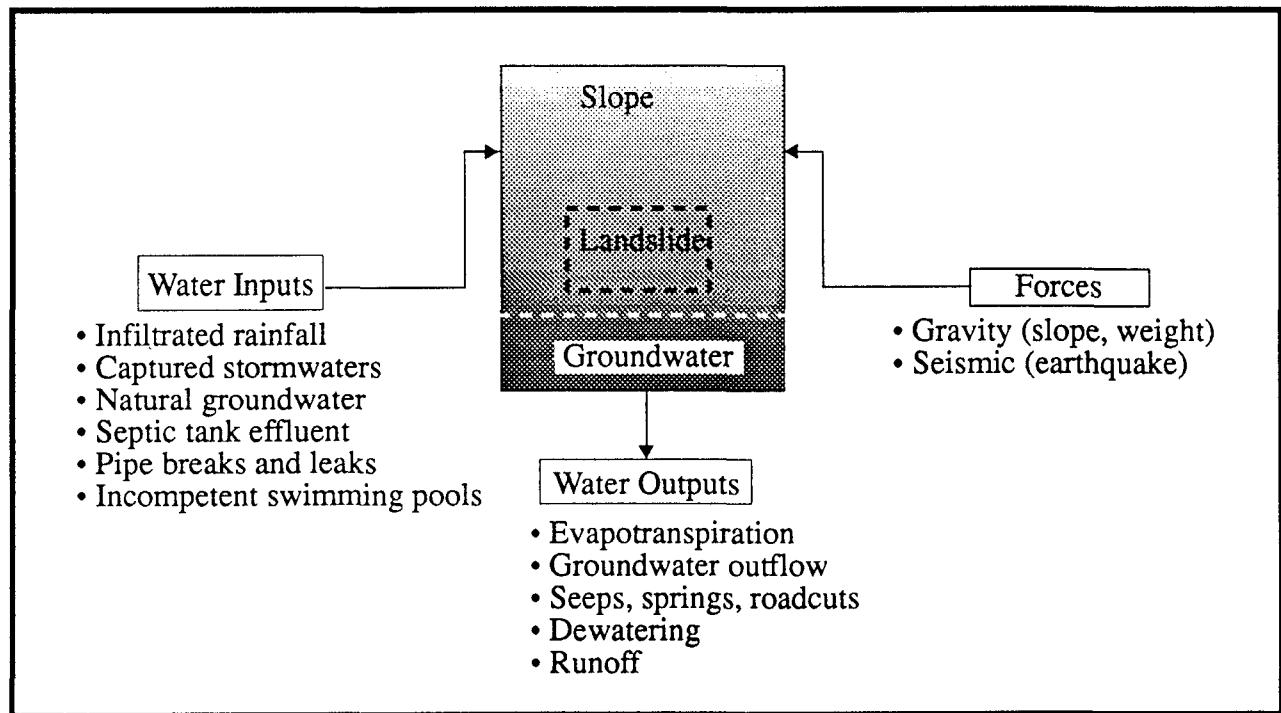 Slope
Landslide
Groundwater
Water Inputs
• Infiltrated rainfall
• Captured stormwaters
• Natural groundwater
• Septic tank effluent
• Pipe breaks and leaks
• Incompetent swimming pools
Forces
• Gravity (slope, weight)
• Seismic (earthquake)
Water Outputs
• Evapotranspiration
• Groundwater outflow
• Seeps, springs, roadcuts
• Dewatering
• Runoff